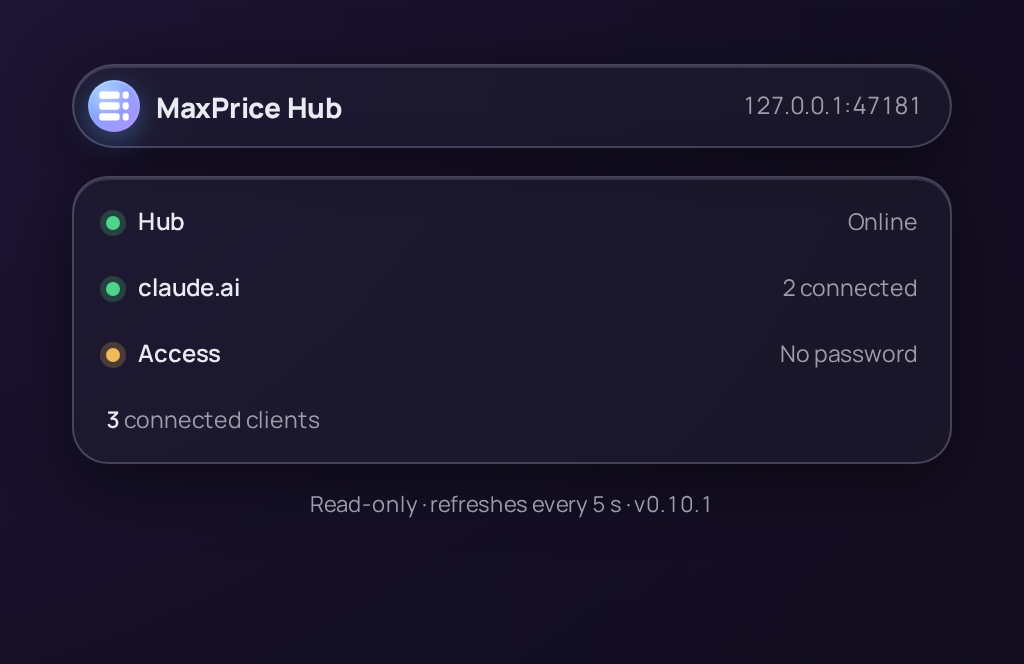 MaxPrice Hub 127.0.0.1:47181
Hub Online
claude.ai 2 connected
Access No password
3 connected clients
Read-only · refreshes every 5 s · v0.10.1